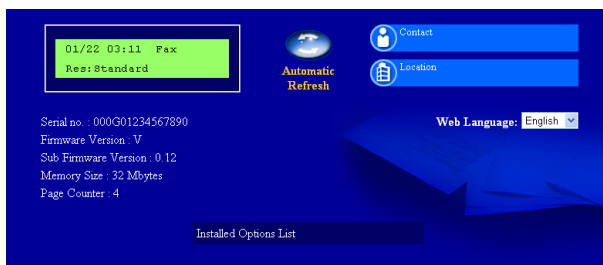 01/22 03:11 Fax
Res:Standard
Automatic
Refresh
Contact
Location
Serial no. : 000G01234567890
Firmware Version : V
Sub Firmware Version : 0.12
Memory Size : 32 Mbytes
Page Counter : 4
Web Language: English
Installed Options List